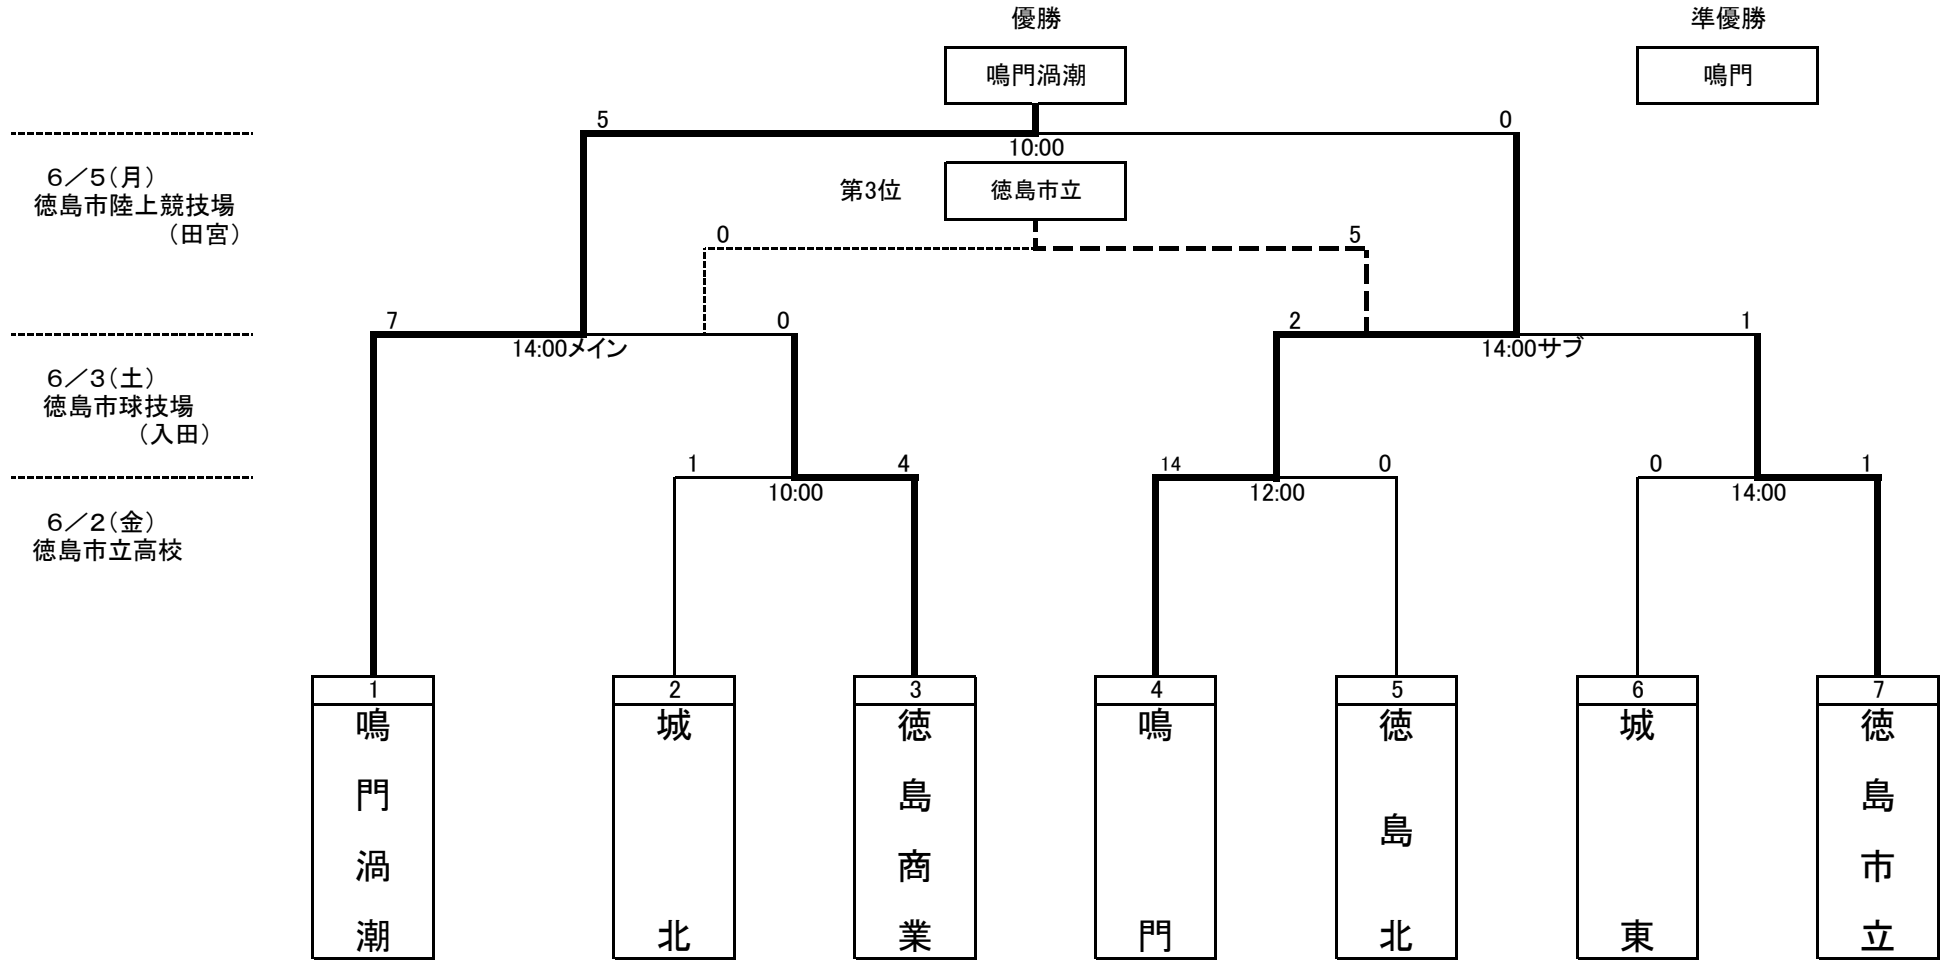 優勝
準優勝
鳴門渦潮
鳴門
5
0
10:00
6／5（月）
徳島市陸上競技場
（田宮）
第3位
徳島市立
0
5
7
0
2
1
14:00メイン
14:00サブ
6／3（土）
徳島市球技場
（入田）
1
4
14
0
0
1
10:00
12:00
14:00
6／2（金）
徳島市立高校
1
鳴門渦潮
2
城北
3
徳島商業
4
鳴門
5
徳島北
6
城東
7
徳島市立